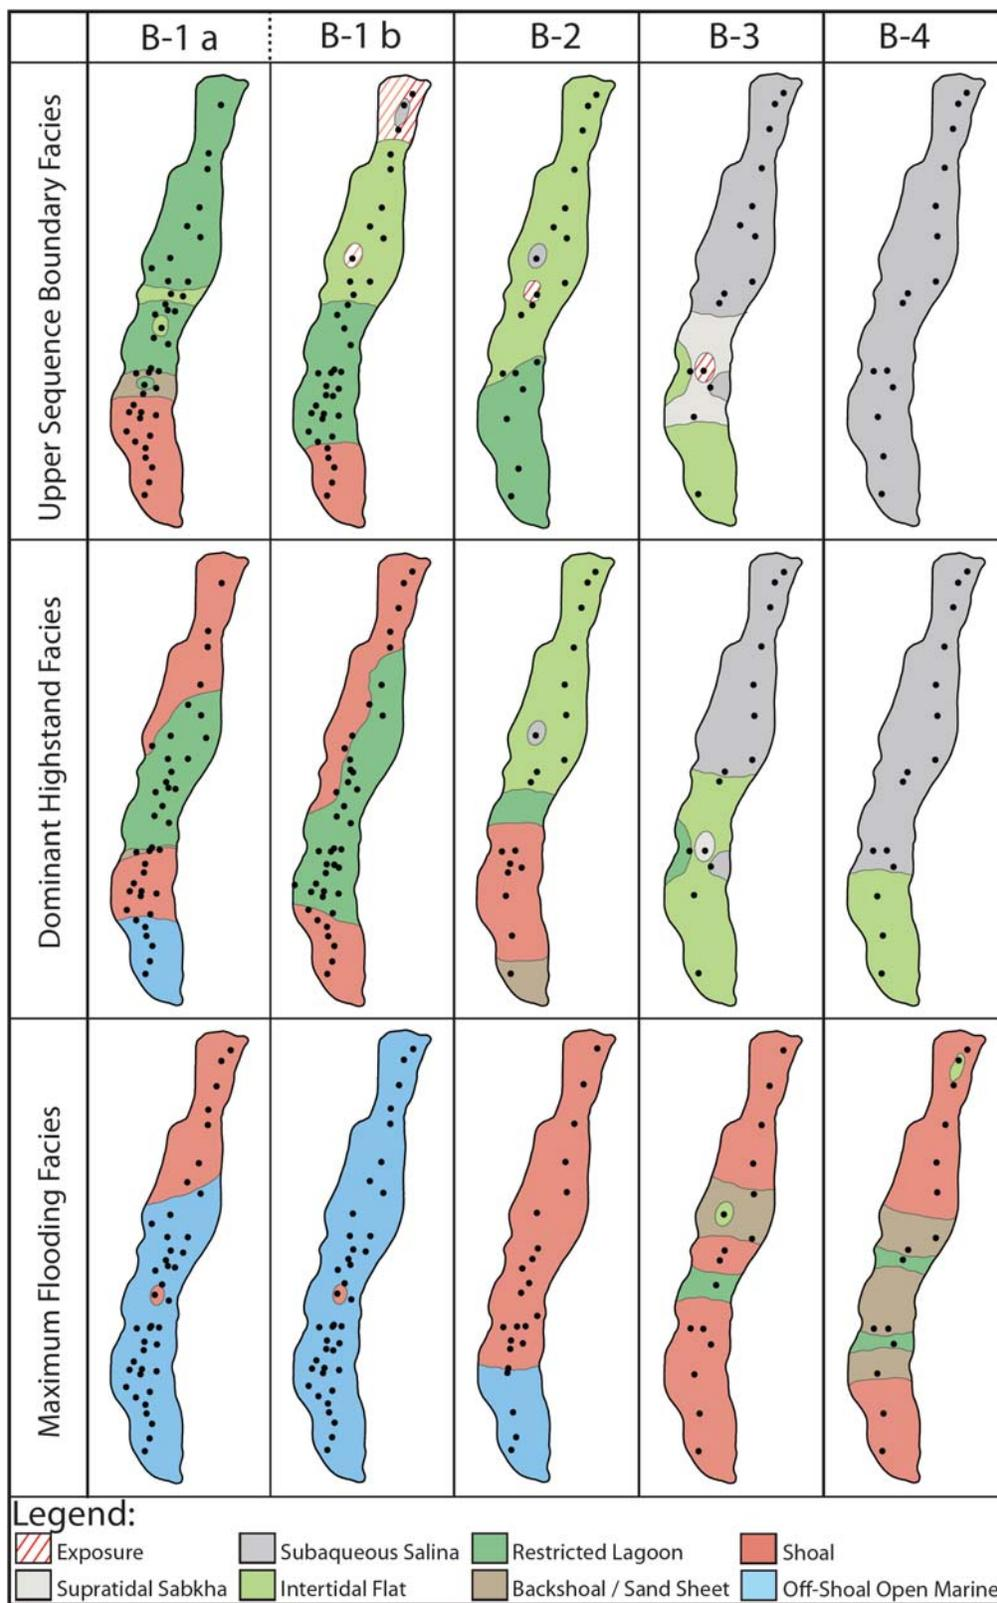 B-1 a B-1 b B-2 B-3 B-4
Upper Sequence Boundary Facies
Dominant Highstand Facies
Maximum Flooding Facies
Legend:
Exposure Subaqueous Salina Restricted Lagoon Shoal
Supratidal Sabkha Intertidal Flat Backshoal / Sand Sheet Off-Shoal Open Marine